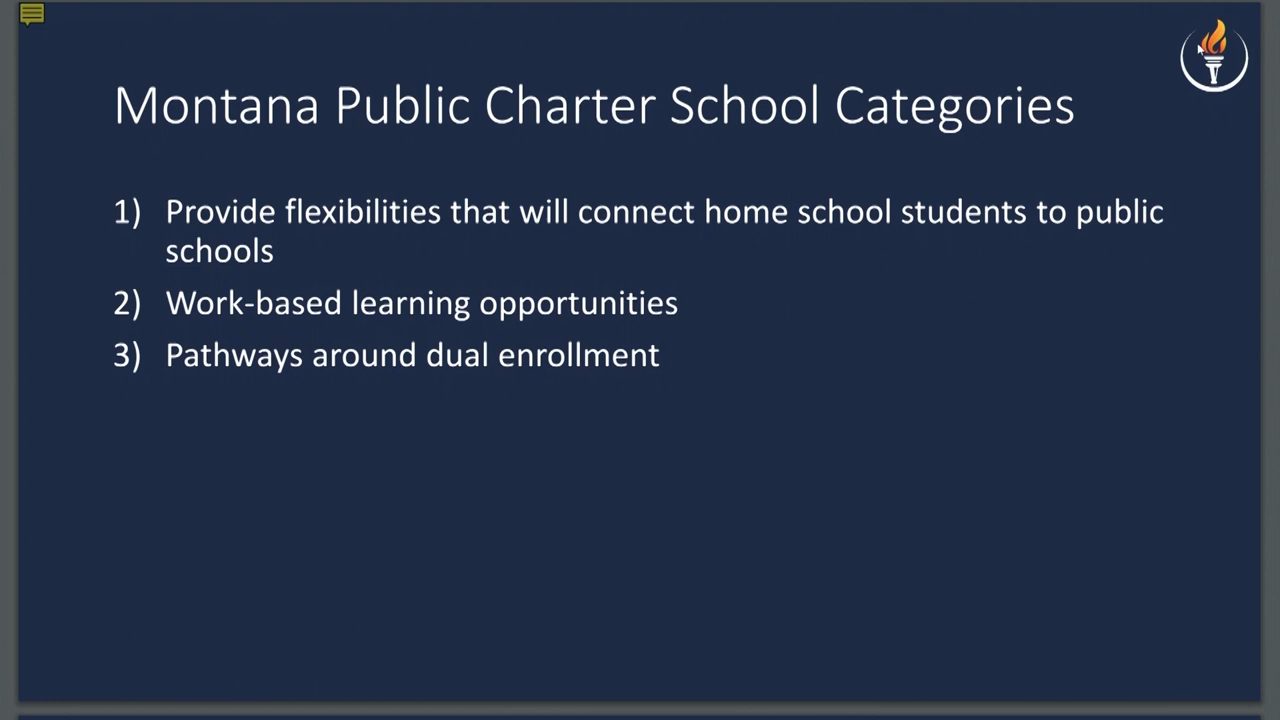 Montana Public Charter School Categories
1) Provide flexibilities that will connect home school students to public
schools
2) Work-based learning opportunities
3) Pathways around dual enrollment